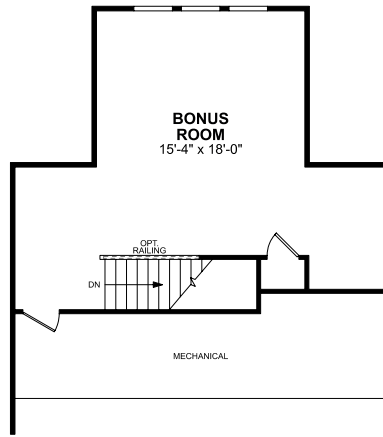 BONUS
ROOM
15'-4" x 18'-0"
OPT.
RAILING
DN
MECHANICAL